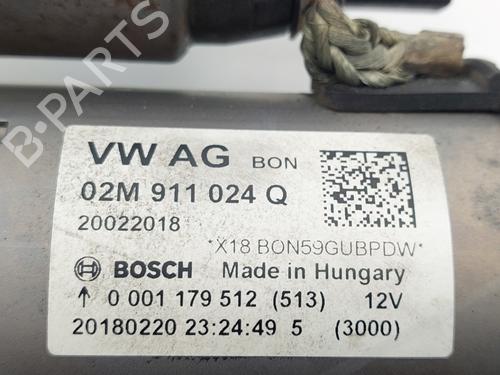 B-PARTS
VW AG BON
02M 911 024 Q
20022018
*X18 BON59GUBPDW*
BOSCH Made in Hungary
↑ 0 001 179 512 (513) 12V
20180220 23:24:49 5 (3000)